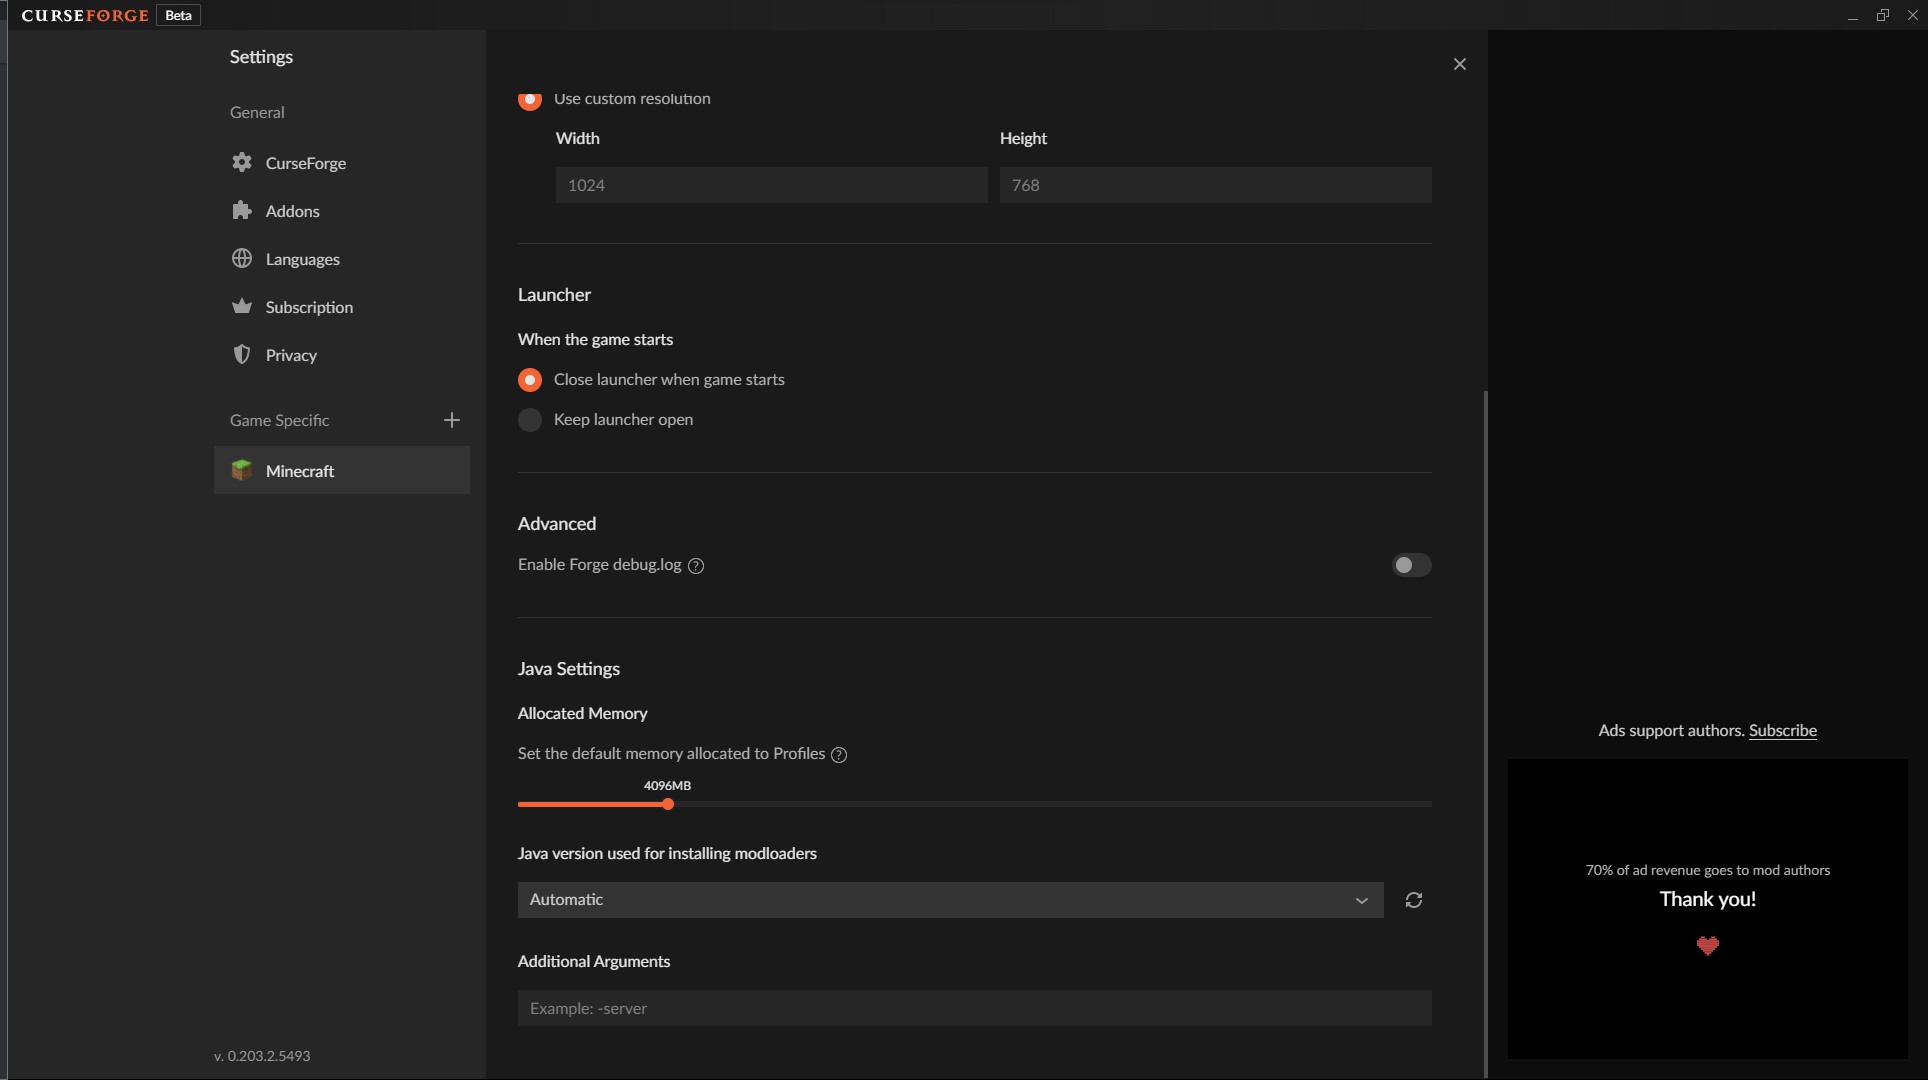 CURSEFORGE Beta
Settings
General
CurseForge
Addons
Languages
Subscription
Privacy
Game Specific
Minecraft
v. 0.203.2.5493
Use custom resolution
Width Height
1024 768
Launcher
When the game starts
Close launcher when game starts
Keep launcher open
Advanced
Enable Forge debug.log ?
Java Settings
Allocated Memory
Set the default memory allocated to Profiles ?
4096MB
Java version used for installing modloaders
Automatic
Additional Arguments
Example: -server
Ads support authors. Subscribe
70% of ad revenue goes to mod authors
Thank you!